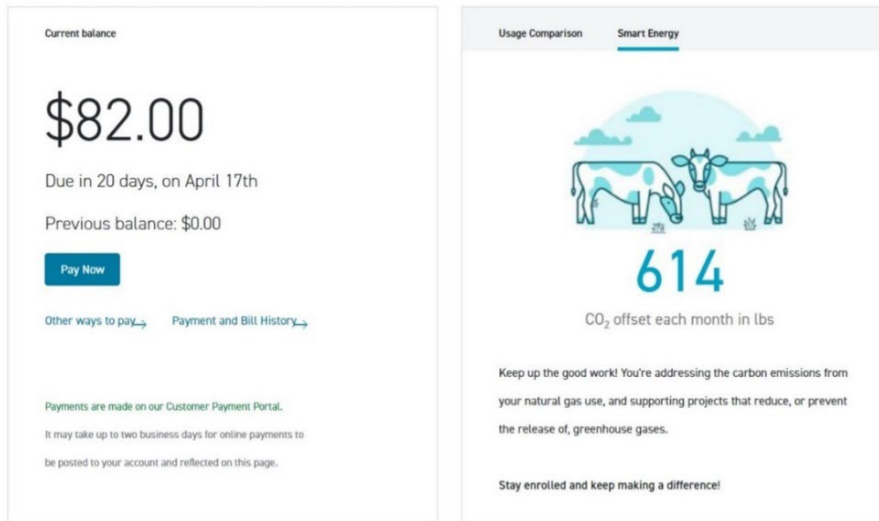 Current balance
$82.00
Due in 20 days, on April 17th
Previous balance: $0.00
Pay Now
Other ways to pay
Payment and Bill History
Payments are made on our Customer Payment Portal.
It may take up to two business days for online payments to
be posted to your account and reflected on this page.
Usage Comparison
Smart Energy
614
CO₂ offset each month in lbs
Keep up the good work! You're addressing the carbon emissions from
your natural gas use, and supporting projects that reduce, or prevent
the release of, greenhouse gases.
Stay enrolled and keep making a difference!